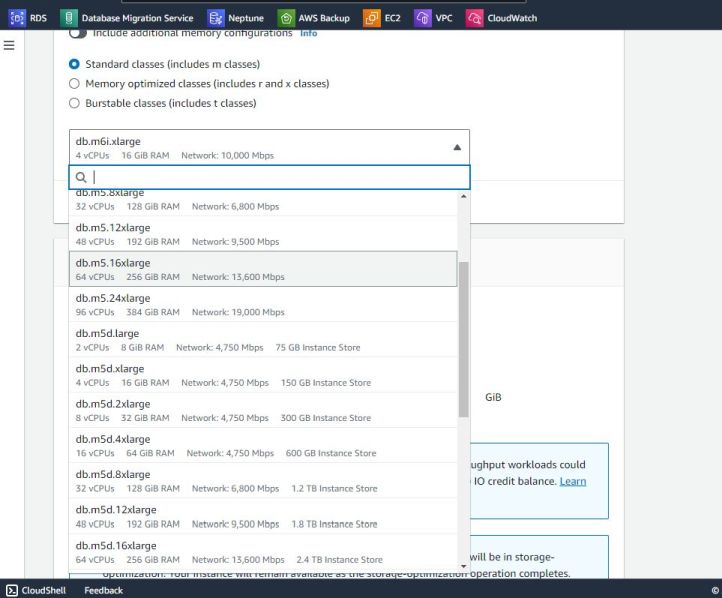 RDS Database Migration Service Neptune AWS Backup EC2 VPC CloudWatch
Include additional memory configurations Info
Standard classes (includes m classes)
Memory optimized classes (includes r and x classes)
Burstable classes (includes t classes)
db.m6i.xlarge
4 vCPUs 16 GiB RAM Network: 10,000 Mbps
db.m5.8xlarge
32 vCPUs 128 GiB RAM Network: 6,800 Mbps
db.m5.12xlarge
48 vCPUs 192 GiB RAM Network: 9,500 Mbps
db.m5.16xlarge
64 vCPUs 256 GiB RAM Network: 13,600 Mbps
db.m5.24xlarge
96 vCPUs 384 GiB RAM Network: 19,000 Mbps
db.m5d.large
2 vCPUs 8 GiB RAM Network: 4,750 Mbps 75 GB Instance Store
db.m5d.xlarge
4 vCPUs 16 GiB RAM Network: 4,750 Mbps 150 GB Instance Store
db.m5d.2xlarge
8 vCPUs 32 GiB RAM Network: 4,750 Mbps 300 GB Instance Store
GiB
db.m5d.4xlarge
16 vCPUs 64 GiB RAM Network: 4,750 Mbps 600 GB Instance Store
db.m5d.8xlarge
32 vCPUs 128 GiB RAM Network: 6,800 Mbps 1.2 TB Instance Store
db.m5d.12xlarge
48 vCPUs 192 GiB RAM Network: 9,500 Mbps 1.8 TB Instance Store
db.m5d.16xlarge
64 vCPUs 256 GiB RAM Network: 13,600 Mbps 2.4 TB Instance Store
ughput workloads could
IO credit balance. Learn
will be in storage-
optimization. Your instance will remain available as the storage-optimization operation completes.
CloudShell Feedback ©